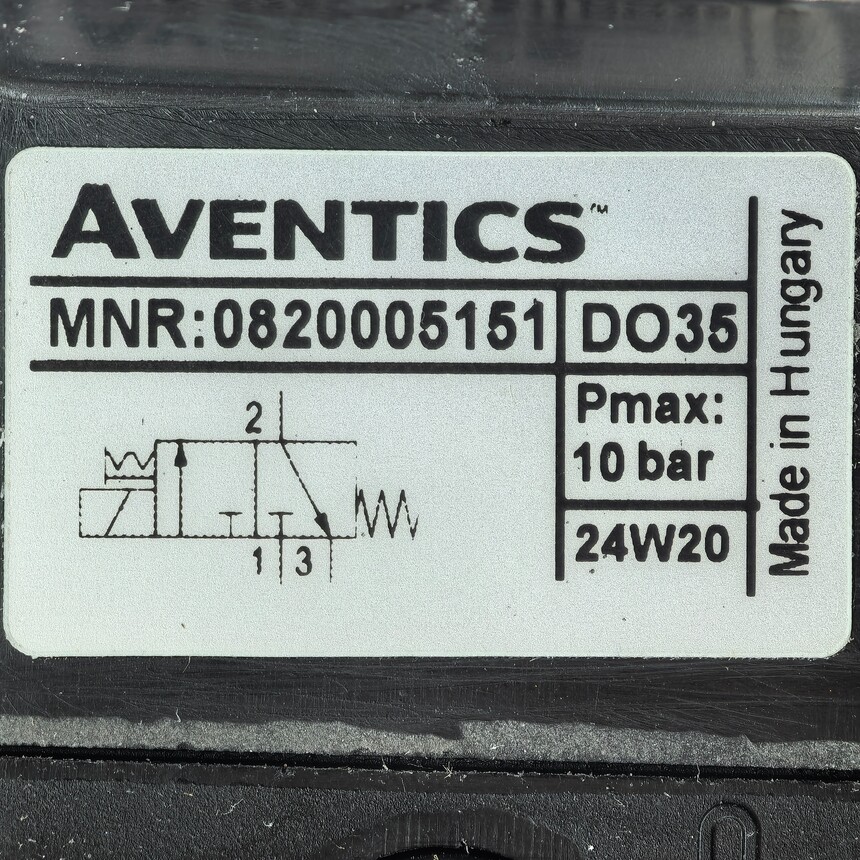 AVENTICS™
MNR:0820005151
DO35
Pmax:
10 bar
24W20
Made in Hungary
2
1 3